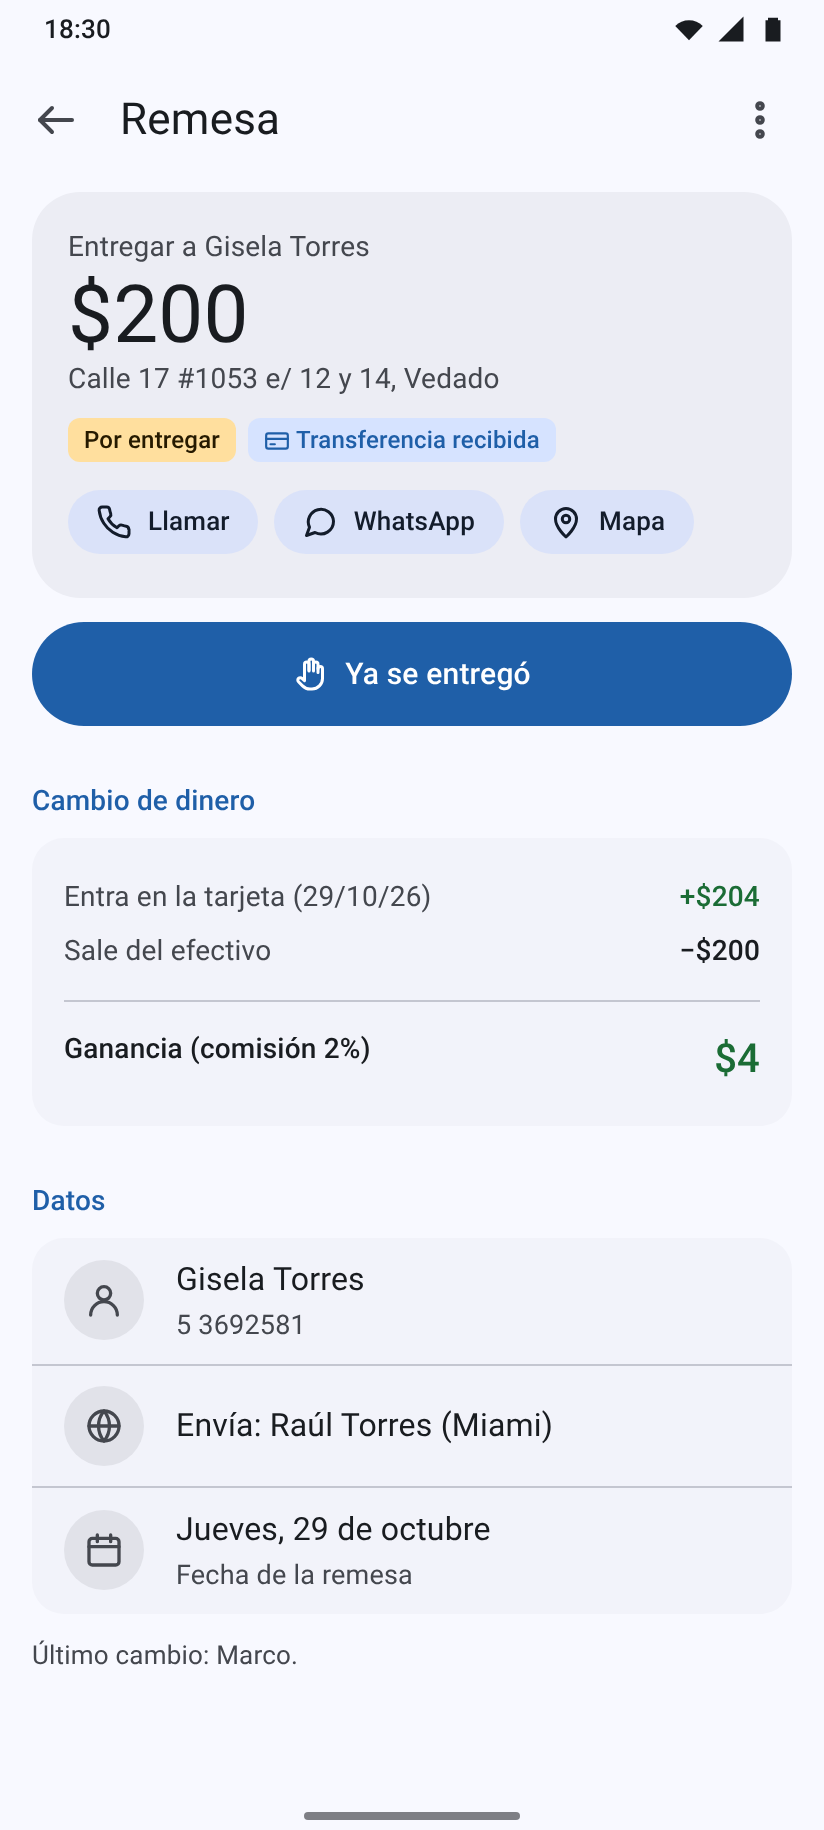 18:30
Remesa
Entregar a Gisela Torres
$200
Calle 17 #1053 e/ 12 y 14, Vedado
Por entregar
Transferencia recibida
Llamar
WhatsApp
Mapa
Ya se entregó
Cambio de dinero
Entra en la tarjeta (29/10/26)
+$204
Sale del efectivo
−$200
Ganancia (comisión 2%)
$4
Datos
Gisela Torres
5 3692581
Envía: Raúl Torres (Miami)
Jueves, 29 de octubre
Fecha de la remesa
Último cambio: Marco.